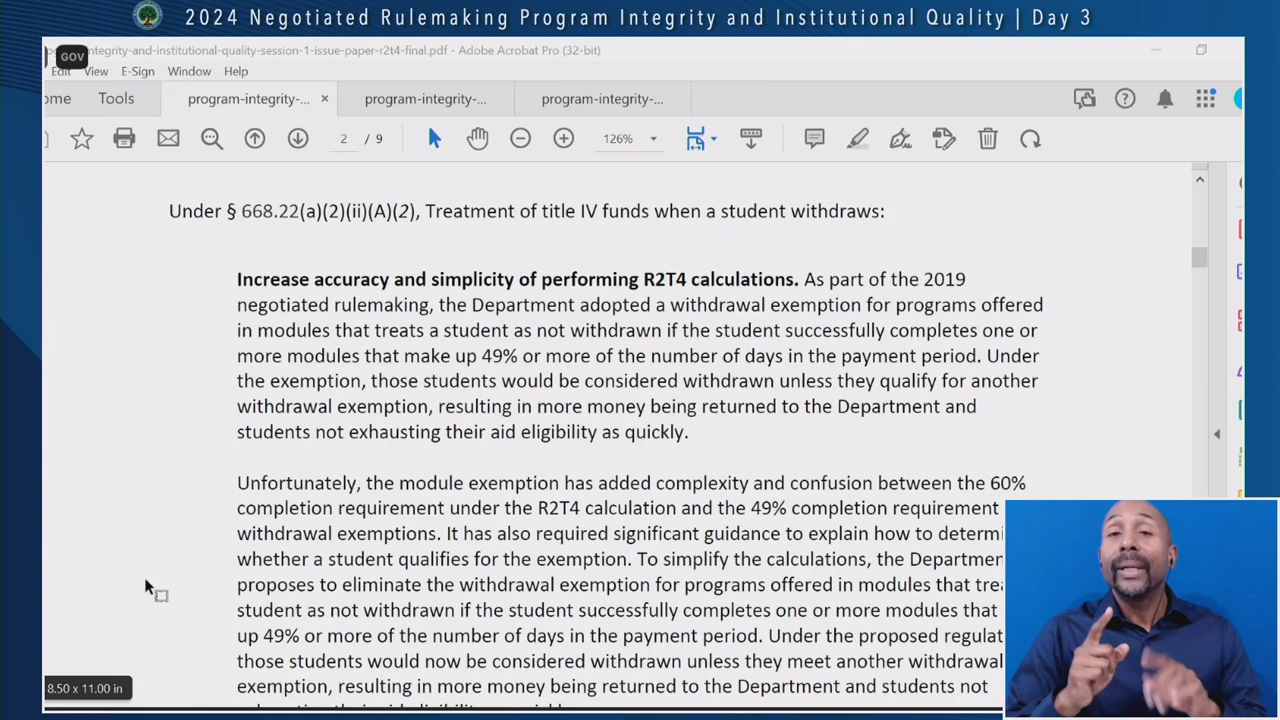 2024 Negotiated Rulemaking Program Integrity and Institutional Quality | Day 3
GOV
ntegrity-and-institutional-quality-session-1-issue-paper-r2t4-final.pdf - Adobe Acrobat Pro (32-bit)
Edit View E-Sign Window Help
ome Tools program-integrity-... × program-integrity-... program-integrity-...
2 / 9 126%
Under § 668.22(a)(2)(ii)(A)(2), Treatment of title IV funds when a student withdraws:
Increase accuracy and simplicity of performing R2T4 calculations. As part of the 2019
negotiated rulemaking, the Department adopted a withdrawal exemption for programs offered
in modules that treats a student as not withdrawn if the student successfully completes one or
more modules that make up 49% or more of the number of days in the payment period. Under
the exemption, those students would be considered withdrawn unless they qualify for another
withdrawal exemption, resulting in more money being returned to the Department and
students not exhausting their aid eligibility as quickly.
Unfortunately, the module exemption has added complexity and confusion between the 60%
completion requirement under the R2T4 calculation and the 49% completion requirement
withdrawal exemptions. It has also required significant guidance to explain how to determi
whether a student qualifies for the exemption. To simplify the calculations, the Departmen
proposes to eliminate the withdrawal exemption for programs offered in modules that trea
student as not withdrawn if the student successfully completes one or more modules that
up 49% or more of the number of days in the payment period. Under the proposed regulat
those students would now be considered withdrawn unless they meet another withdrawal
exemption, resulting in more money being returned to the Department and students not
8.50 x 11.00 in